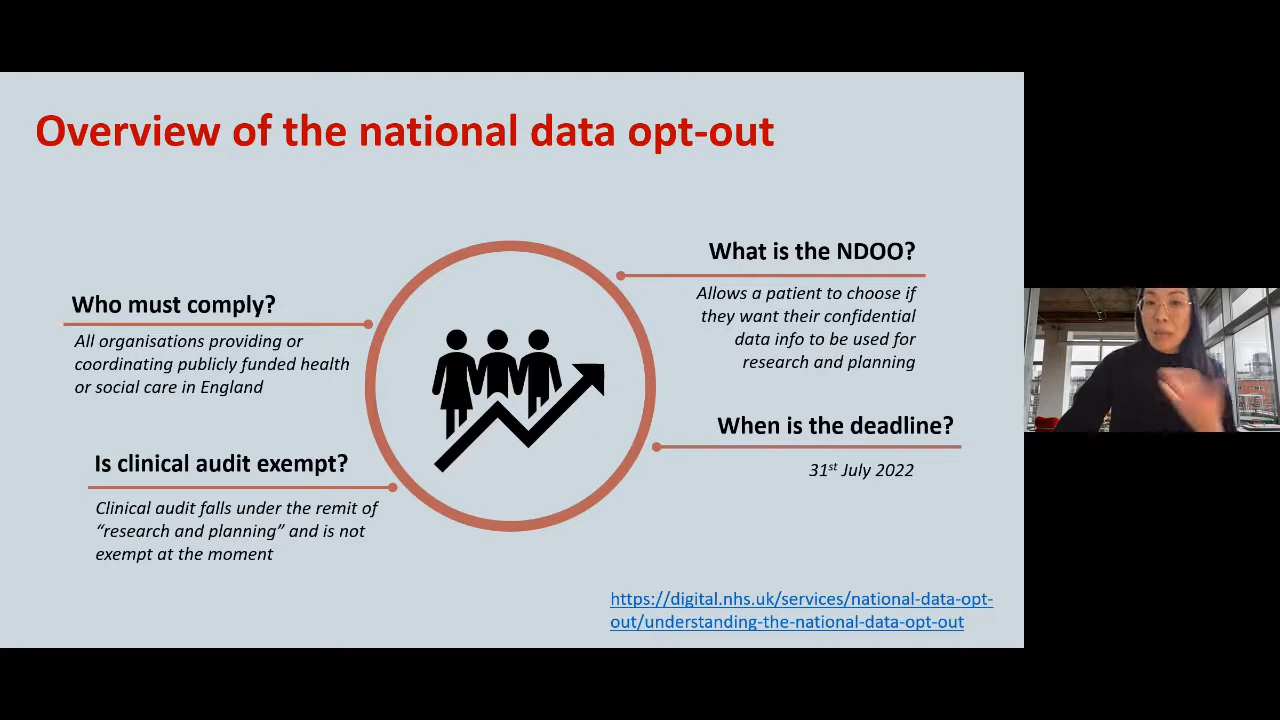 Overview of the national data opt-out
Who must comply?
All organisations providing or
coordinating publicly funded health
or social care in England
Is clinical audit exempt?
Clinical audit falls under the remit of
“research and planning” and is not
exempt at the moment
What is the NDOO?
Allows a patient to choose if
they want their confidential
data info to be used for
research and planning
When is the deadline?
31st July 2022
https://digital.nhs.uk/services/national-data-opt-
out/understanding-the-national-data-opt-out